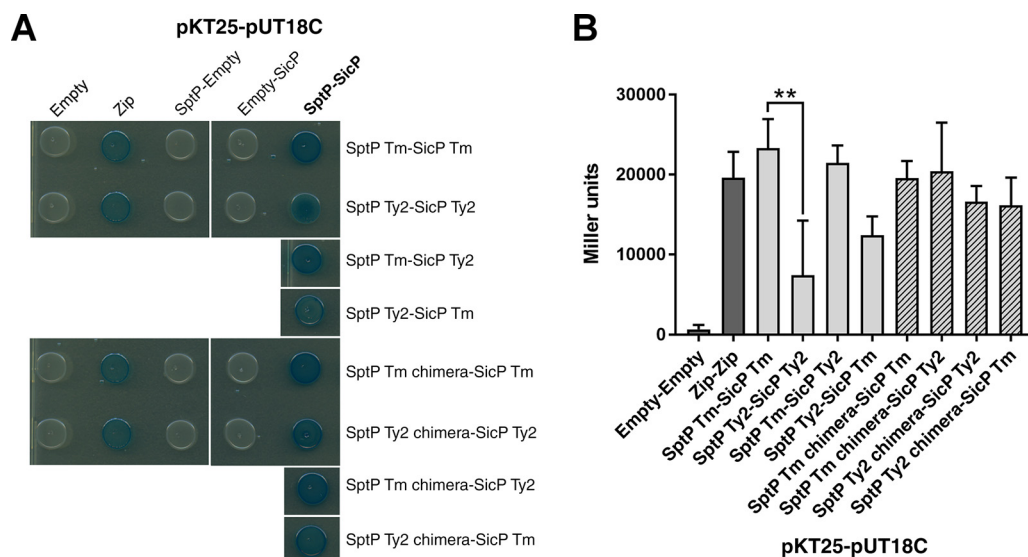 A
pKT25-pUT18C
Empty
Zip
SptP-Empty
Empty-SicP
SptP-SicP
SptP Tm-SicP Tm
SptP Ty2-SicP Ty2
SptP Tm-SicP Ty2
SptP Ty2-SicP Tm
SptP Tm chimera-SicP Tm
SptP Ty2 chimera-SicP Ty2
SptP Tm chimera-SicP Ty2
SptP Ty2 chimera-SicP Tm
B
30000
20000
10000
0
Miller units
**
Empty-Empty
Zip-Zip
SptP Tm-SicP Tm
SptP Ty2-SicP Ty2
SptP Tm-SicP Ty2
SptP Ty2-SicP Tm
SptP Tm chimera-SicP Tm
SptP Tm chimera-SicP Ty2
SptP Ty2 chimera-SicP Ty2
SptP Ty2 chimera-SicP Tm
pKT25-pUT18C